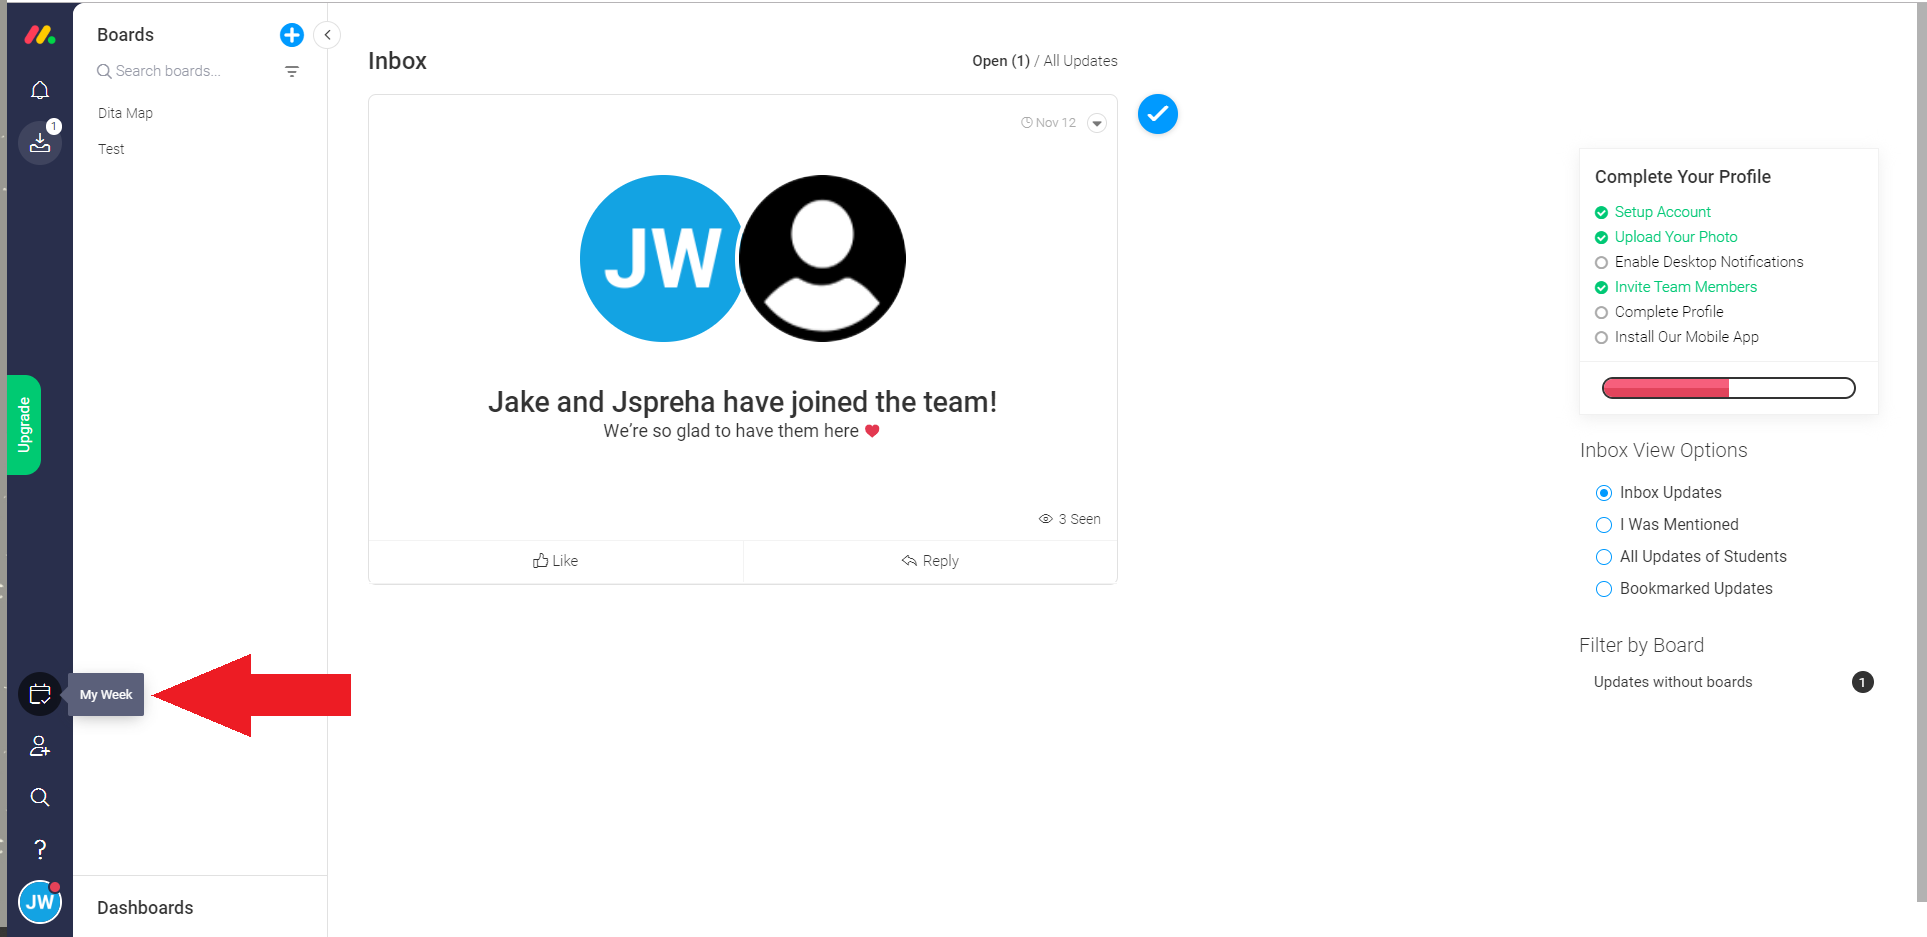 Boards
Search boards...
Dita Map
Test
1
Upgrade
My Week
?
JW
Dashboards
Inbox
Open (1) / All Updates
Nov 12
JW
Jake and Jspreha have joined the team!
We're so glad to have them here
3 Seen
Like
Reply
Complete Your Profile
Setup Account
Upload Your Photo
Enable Desktop Notifications
Invite Team Members
Complete Profile
Install Our Mobile App
Inbox View Options
Inbox Updates
I Was Mentioned
All Updates of Students
Bookmarked Updates
Filter by Board
Updates without boards 1